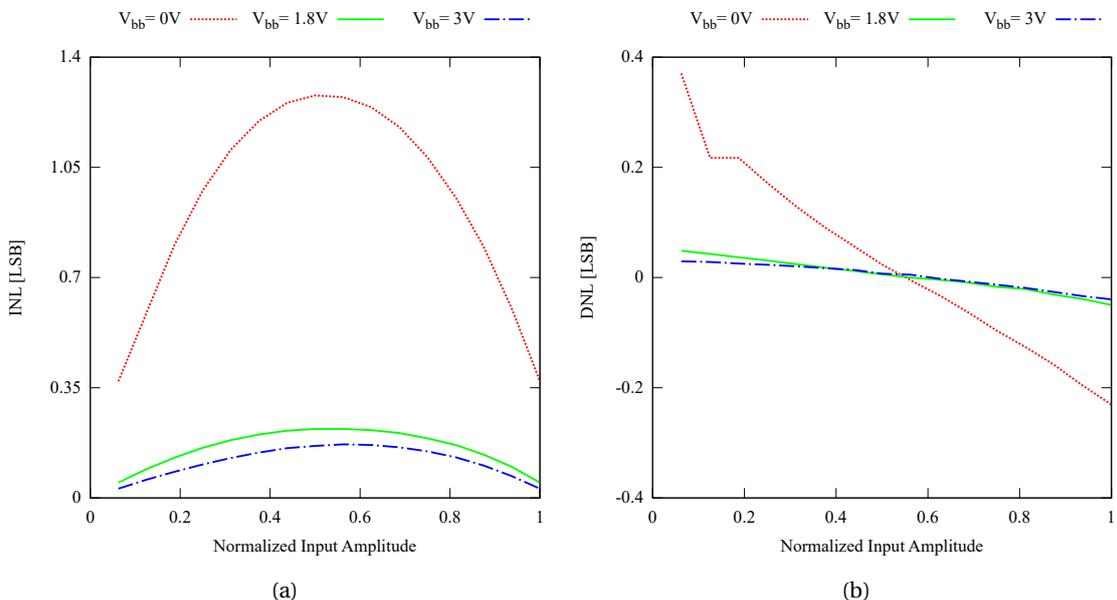 V_bb= 0V V_bb= 1.8V V_bb= 3V
1.4
1.05
0.7
0.35
0
INL [LSB]
0 0.2 0.4 0.6 0.8 1
Normalized Input Amplitude
(a)
V_bb= 0V V_bb= 1.8V V_bb= 3V
0.4
0.2
0
-0.2
-0.4
DNL [LSB]
0 0.2 0.4 0.6 0.8 1
Normalized Input Amplitude
(b)